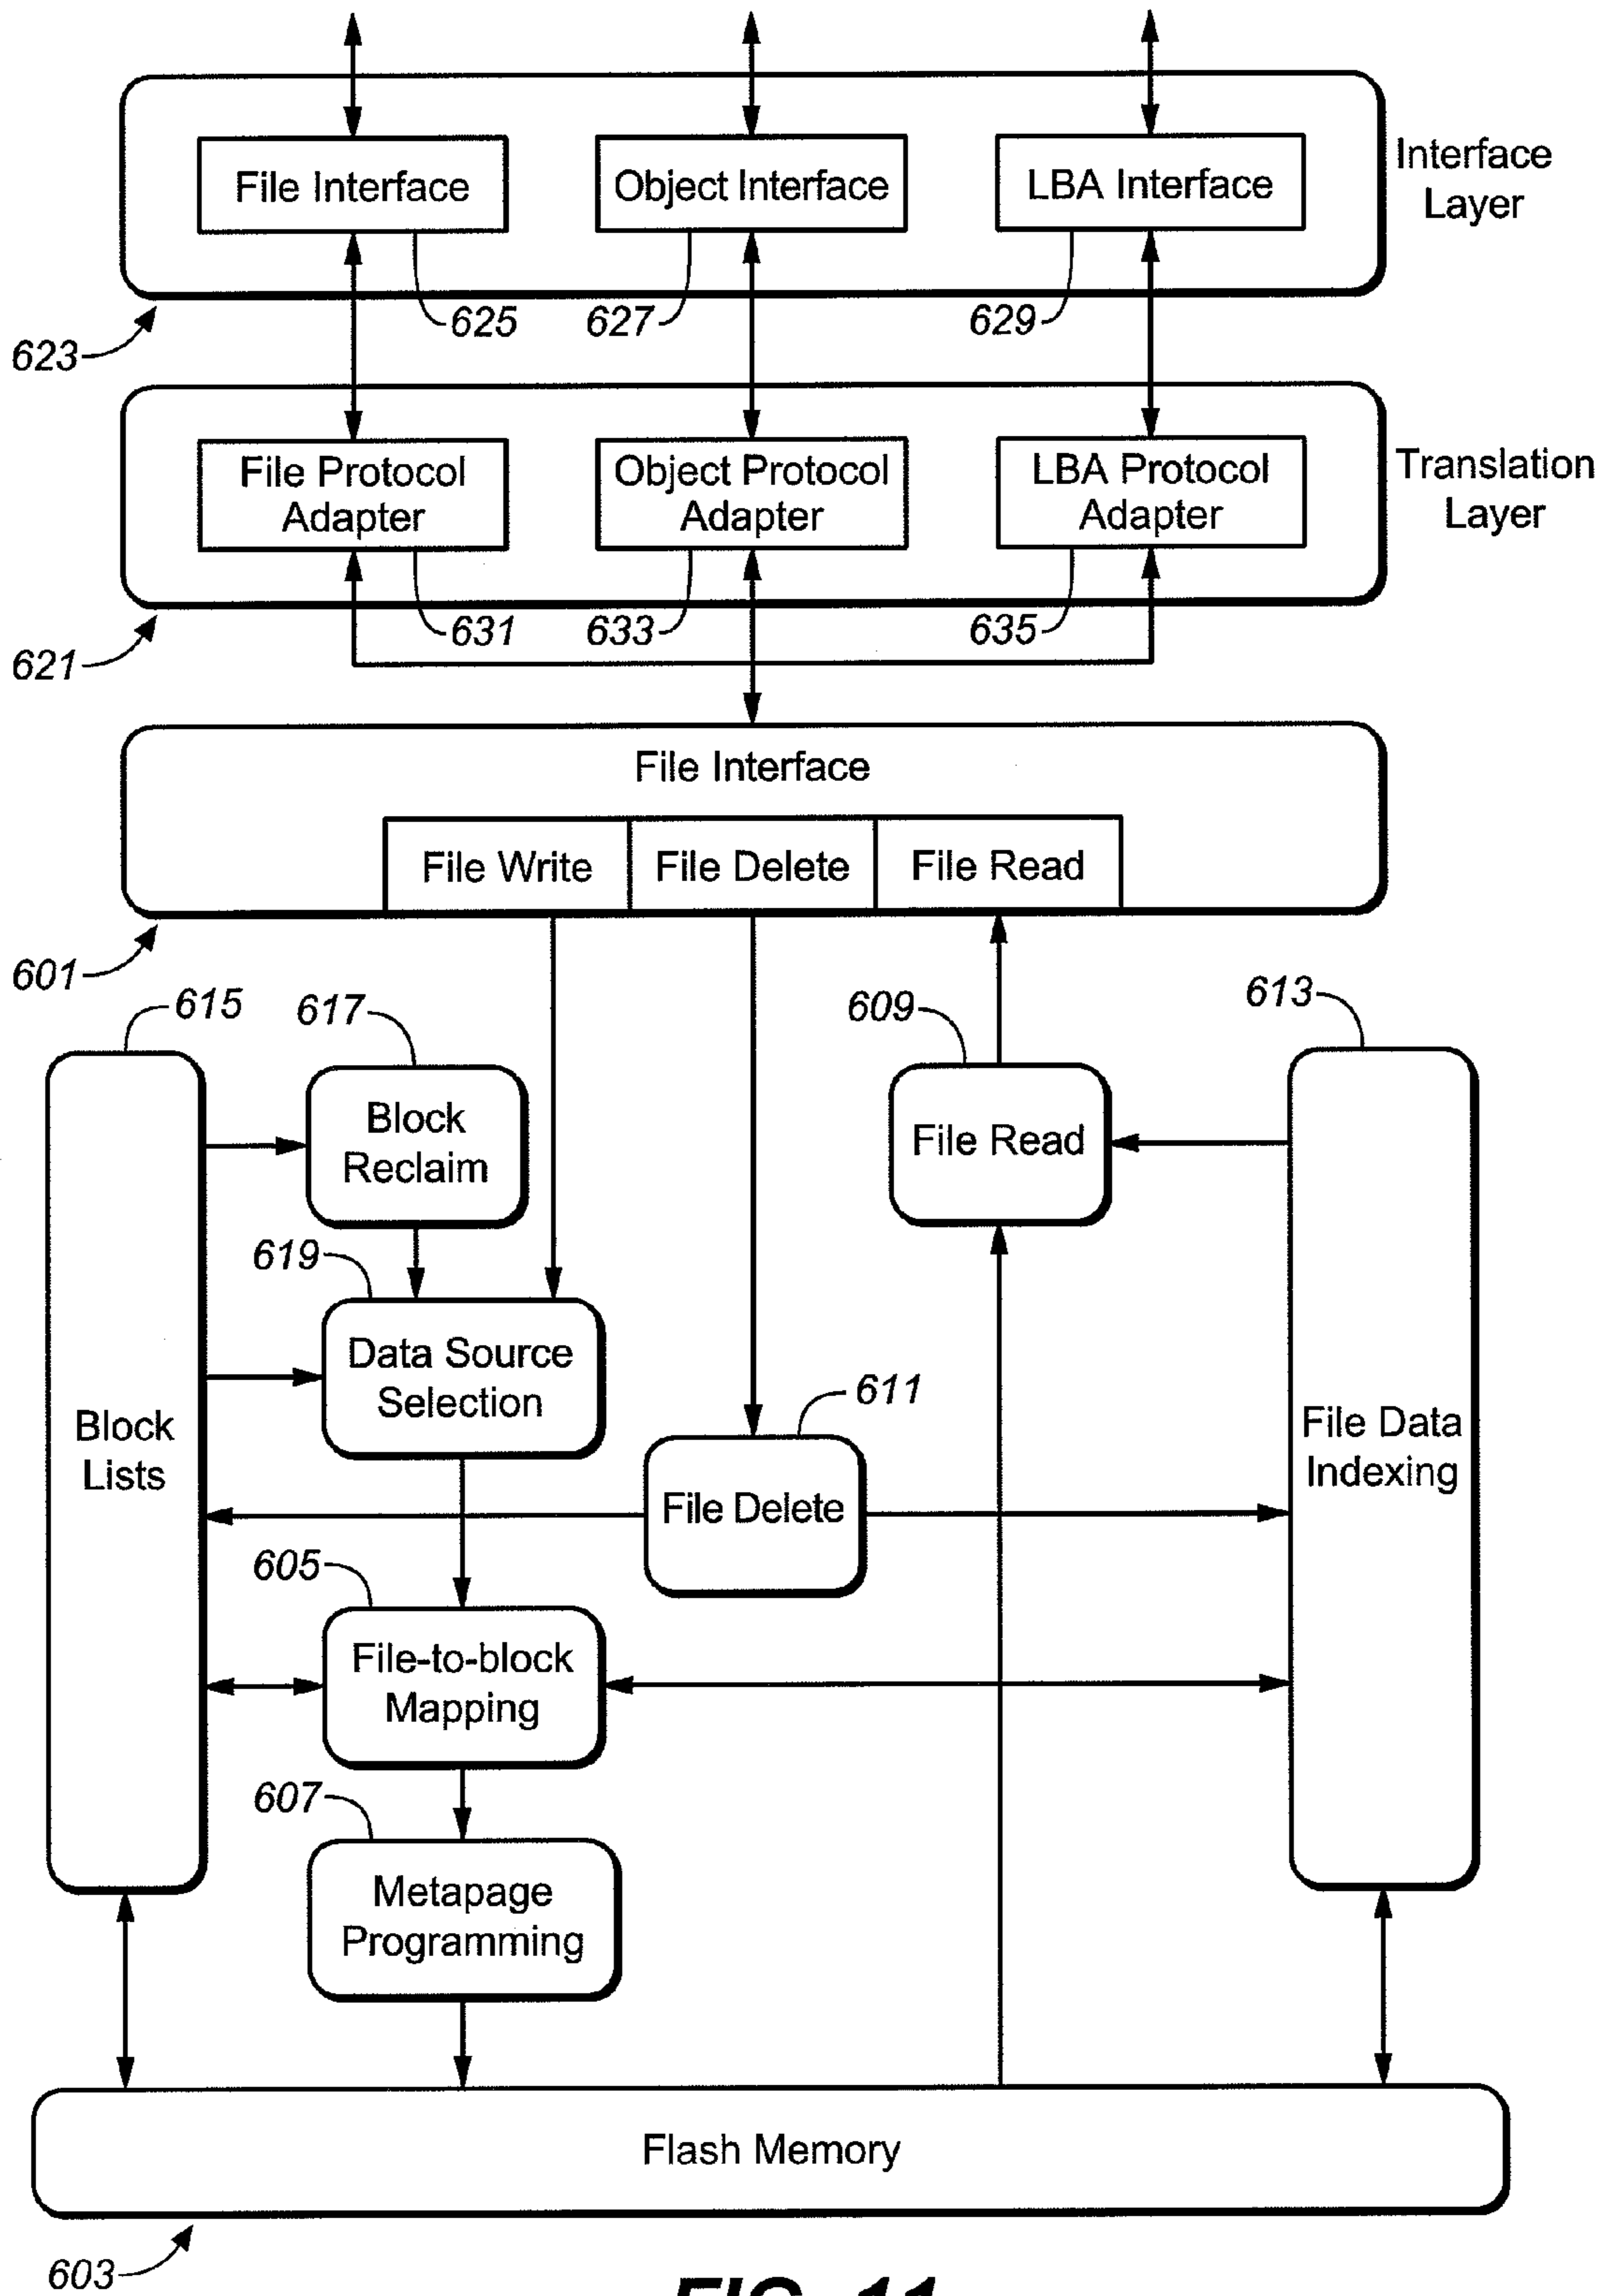 File Interface
Object Interface
LBA Interface
Interface
Layer
625
627
629
623
File Protocol
Adapter
Object Protocol
Adapter
LBA Protocol
Adapter
Translation
Layer
631
633
635
621
File Interface
File Write
File Delete
File Read
601
615
617
609
613
Block
Reclaim
File Read
619
Data Source
Selection
611
Block
Lists
File Data
Indexing
File Delete
605
File-to-block
Mapping
607
Metapage
Programming
Flash Memory
603
FIG. 11